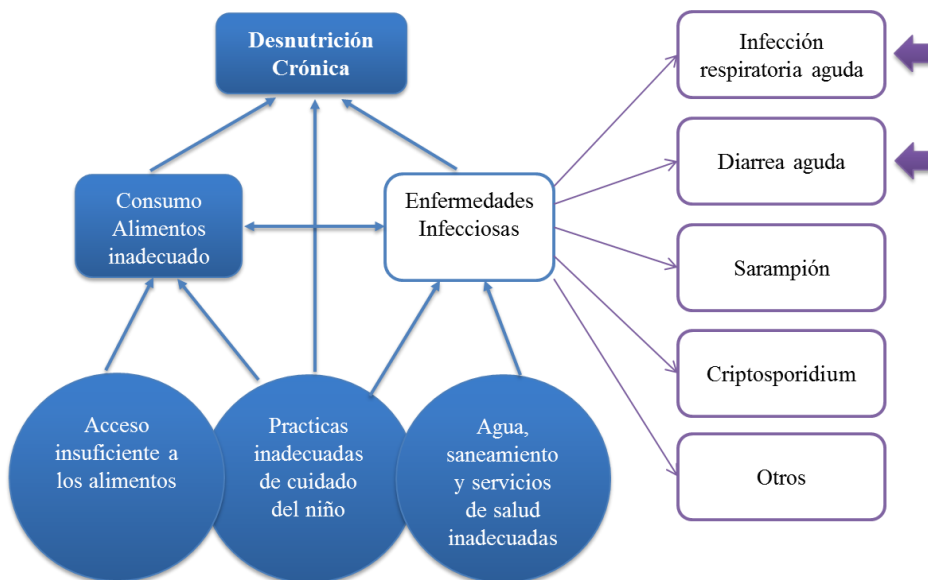 Desnutrición
Crónica
Consumo
Alimentos
inadecuado
Enfermedades
Infecciosas
Acceso
insuficiente a
los alimentos
Practicas
inadecuadas
de cuidado
del niño
Agua,
saneamiento
y servicios
de salud
inadecuadas
Infección
respiratoria aguda
Diarrea aguda
Sarampión
Criptosporidium
Otros